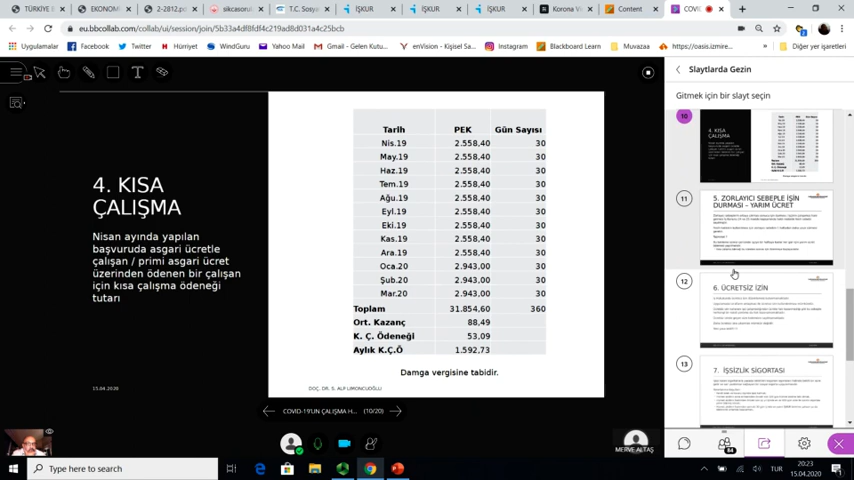 TÜRKİYE
EKONOM
2-2812.po
sikcasorul
T.C. Sosya
İŞKUR
İŞKUR
İŞKUR
Korona Vi
Content
COVI
eu.bbcollab.com/collab/ui/session/join/5b33a4df8fdf4c219ad8d031a4c25bcb
Uygulamalar
Facebook
Twitter
Hürriyet
WindGuru
Yahoo Mail
Gmail - Gelen Kutu...
enVision - Kişisel Sa...
Instagram
Blackboard Learn
Muvazaa
https://oasis.izmire...
»
Diğer yer işaretleri
Slaytlarda Gezin
Gitmek için bir slayt seçin
4. KISA
ÇALIŞMA
Nisan ayında yapılan
başvuruda asgari ücretle
çalışan / primi asgari ücret
üzerinden ödenen bir çalışan
için kısa çalışma ödeneği
tutarı
15.04.2020
Tarih PEK Gün Sayısı
Nis.19 2.558,40 30
May.19 2.558,40 30
Haz.19 2.558,40 30
Tem.19 2.558,40 30
Ağu.19 2.558,40 30
Eyl.19 2.558,40 30
Eki.19 2.558,40 30
Kas.19 2.558,40 30
Ara.19 2.558,40 30
Oca.20 2.943,00 30
Şub.20 2.943,00 30
Mar.20 2.943,00 30
Toplam 31.854,60 360
Ort. Kazanç 88,49
K. Ç. Ödeneği 53,09
Aylık K.Ç.Ö 1.592,73
Damga vergisine tabidir.
DOÇ. DR. S. ALP LİMONCUOĞLU
COVID-19'UN ÇALIŞMA H... (10/20)
10
4. KISA
ÇALIŞMA
11
5. ZORLAYICI SEBEPLE İŞİN
DURMASI – YARIM ÜCRET
12
6. ÜCRETSİZ İZİN
13
7. İŞSİZLİK SİGORTASI
MERVE ALTAŞ
84
Type here to search
TUR
20:23
15.04.2020